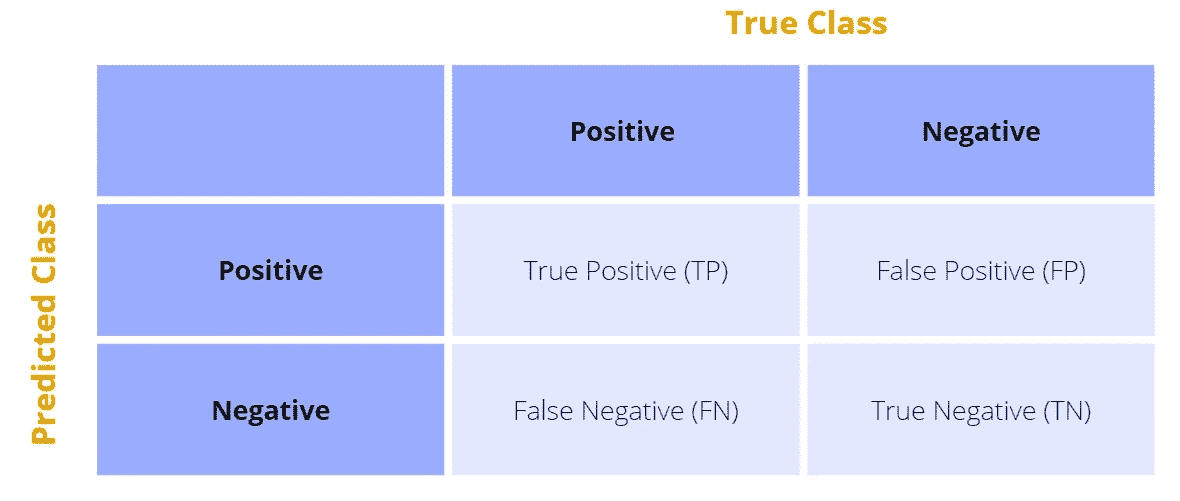 True Class
Positive
Negative
Predicted Class
Positive
True Positive (TP)
False Positive (FP)
Negative
False Negative (FN)
True Negative (TN)